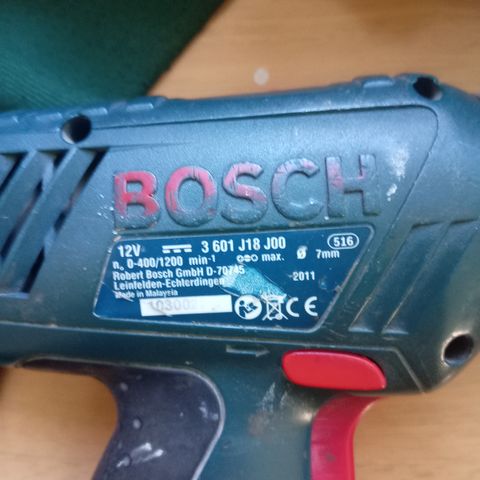 BOSCH
12V 3 601 J18 J00 516
n₀ 0-400/1200 min-1 max. ø 7mm
Robert Bosch GmbH D-70745 2011
Leinfelden-Echterdingen
Made in Malaysia
CE